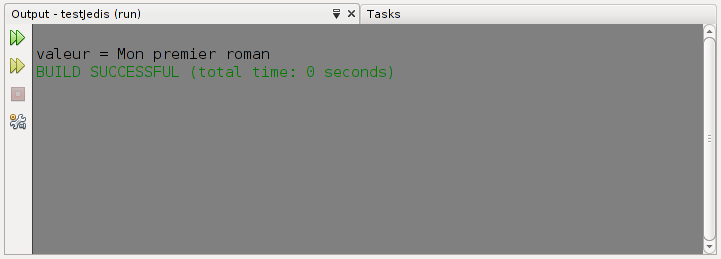 Output - testJedis (run)
Tasks
valeur = Mon premier roman
BUILD SUCCESSFUL (total time: 0 seconds)